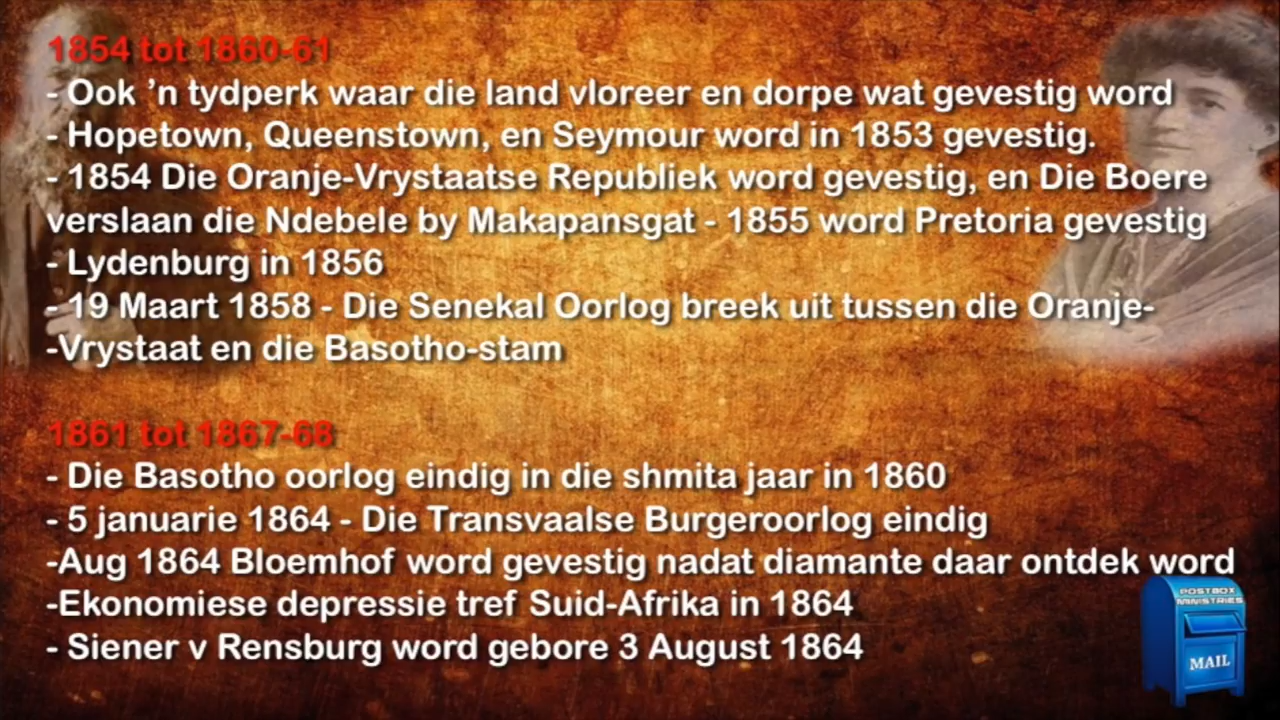 1854 tot 1860-61
- Ook ’n tydperk waar die land vloreer en dorpe wat gevestig word
- Hopetown, Queenstown, en Seymour word in 1853 gevestig.
- 1854 Die Oranje-Vrystaatse Republiek word gevestig, en Die Boere
verslaan die Ndebele by Makapansgat - 1855 word Pretoria gevestig
- Lydenburg in 1856
- 19 Maart 1858 - Die Senekal Oorlog breek uit tussen die Oranje-
-Vrystaat en die Basotho-stam
1861 tot 1867-68
- Die Basotho oorlog eindig in die shmita jaar in 1860
- 5 januarie 1864 - Die Transvaalse Burgeroorlog eindig
-Aug 1864 Bloemhof word gevestig nadat diamante daar ontdek word
-Ekonomiese depressie tref Suid-Afrika in 1864
- Siener v Rensburg word gebore 3 August 1864
POSTBOX
MINISTRIES
MAIL